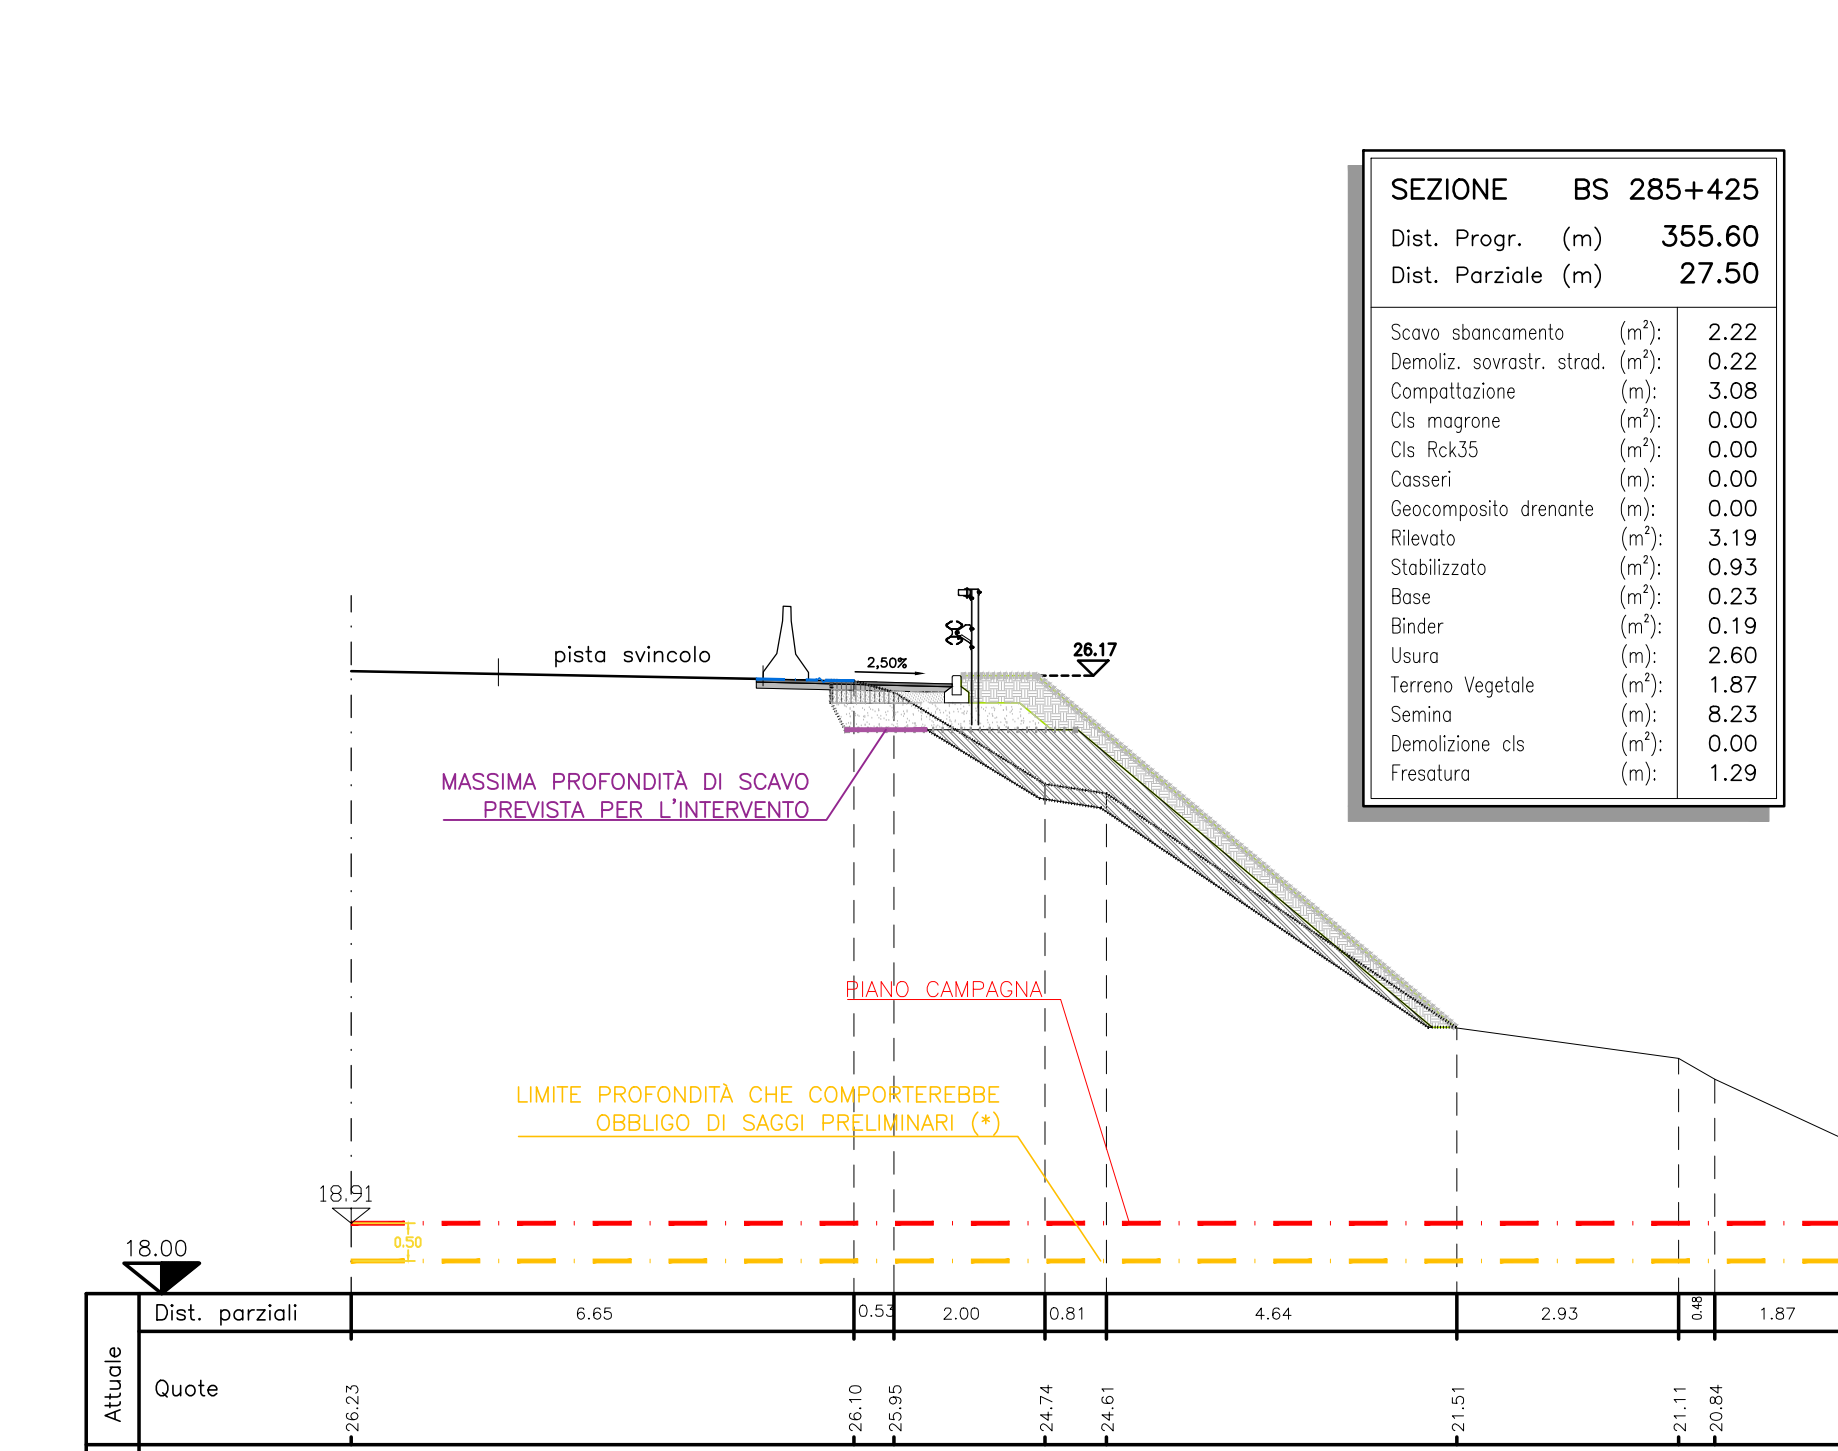 SEZIONE BS 285+425
Dist. Progr. (m) 355.60
Dist. Parziale (m) 27.50
Scavo sbancamento (m²): 2.22
Demoliz. sovrastr. strad. (m²): 0.22
Compattazione (m): 3.08
Cls magrone (m²): 0.00
Cls Rck35 (m²): 0.00
Casseri (m): 0.00
Geocomposito drenante (m): 0.00
Rilevato (m²): 3.19
Stabilizzato (m²): 0.93
Base (m²): 0.23
Binder (m²): 0.19
Usura (m): 2.60
Terreno Vegetale (m²): 1.87
Semina (m): 8.23
Demolizione cls (m²): 0.00
Fresatura (m): 1.29
pista svincolo
2,50%
26.17
MASSIMA PROFONDITÀ DI SCAVO
PREVISTA PER L'INTERVENTO
PIANO CAMPAGNA
LIMITE PROFONDITÀ CHE COMPORTEREBBE
OBBLIGO DI SAGGI PRELIMINARI (*)
18.91
0.50
18.00
Attuale
Dist. parziali 6.65 0.53 2.00 0.81 4.64 2.93 0.48 1.87
Quote 26.23 26.10 25.95 24.74 24.61 21.51 21.11 20.84